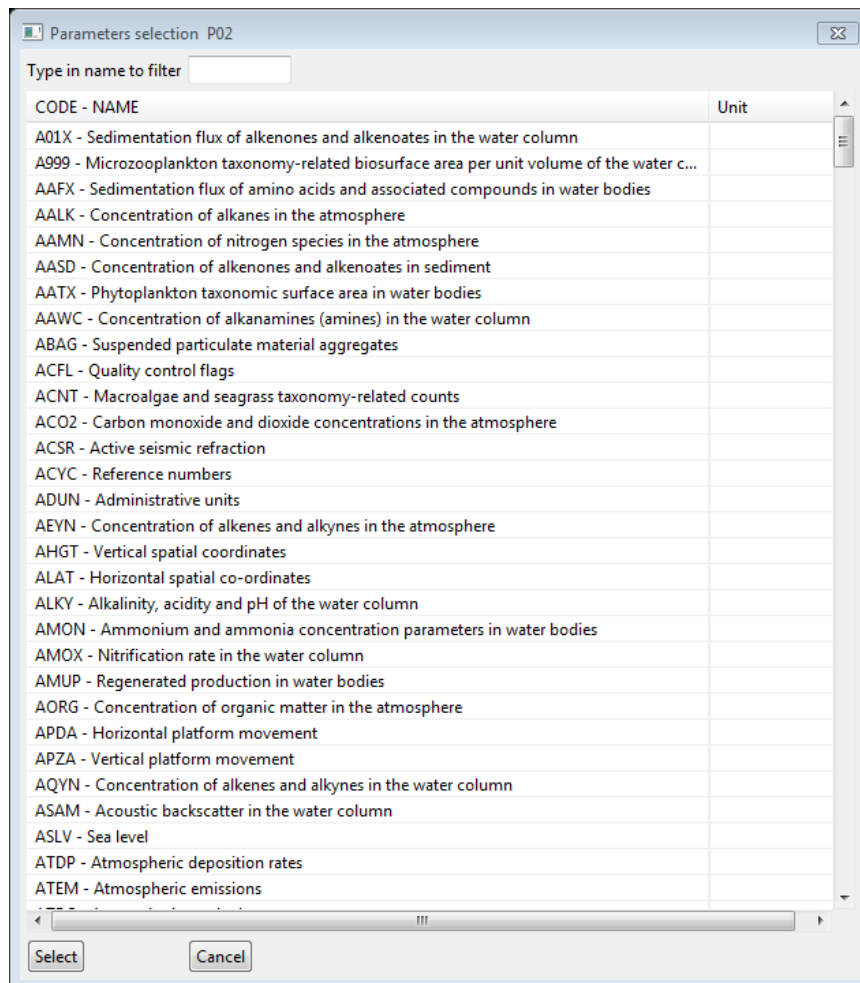 Parameters selection P02
Type in name to filter
CODE - NAME Unit
A01X - Sedimentation flux of alkenones and alkenoates in the water column
A999 - Microzooplankton taxonomy-related biosurface area per unit volume of the water c...
AAFX - Sedimentation flux of amino acids and associated compounds in water bodies
AALK - Concentration of alkanes in the atmosphere
AAMN - Concentration of nitrogen species in the atmosphere
AASD - Concentration of alkenones and alkenoates in sediment
AATX - Phytoplankton taxonomic surface area in water bodies
AAWC - Concentration of alkanamines (amines) in the water column
ABAG - Suspended particulate material aggregates
ACFL - Quality control flags
ACNT - Macroalgae and seagrass taxonomy-related counts
ACO2 - Carbon monoxide and dioxide concentrations in the atmosphere
ACSR - Active seismic refraction
ACYC - Reference numbers
ADUN - Administrative units
AEYN - Concentration of alkenes and alkynes in the atmosphere
AHGT - Vertical spatial coordinates
ALAT - Horizontal spatial co-ordinates
ALKY - Alkalinity, acidity and pH of the water column
AMON - Ammonium and ammonia concentration parameters in water bodies
AMOX - Nitrification rate in the water column
AMUP - Regenerated production in water bodies
AORG - Concentration of organic matter in the atmosphere
APDA - Horizontal platform movement
APZA - Vertical platform movement
AQYN - Concentration of alkenes and alkynes in the water column
ASAM - Acoustic backscatter in the water column
ASLV - Sea level
ATDP - Atmospheric deposition rates
ATEM - Atmospheric emissions
Select Cancel